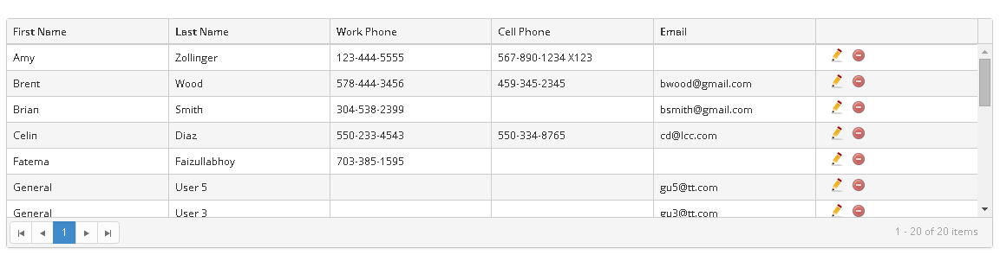 First Name Last Name Work Phone Cell Phone Email
Amy Zollinger 123-444-5555 567-890-1234 X123
Brent Wood 578-444-3456 459-345-2345 bwood@gmail.com
Brian Smith 304-538-2399 bsmith@gmail.com
Celin Diaz 550-233-4543 550-334-8765 cd@lcc.com
Fatema Faizullabhoy 703-385-1595
General User 5 gu5@tt.com
General User 3 gu3@tt.com
1 1 - 20 of 20 items